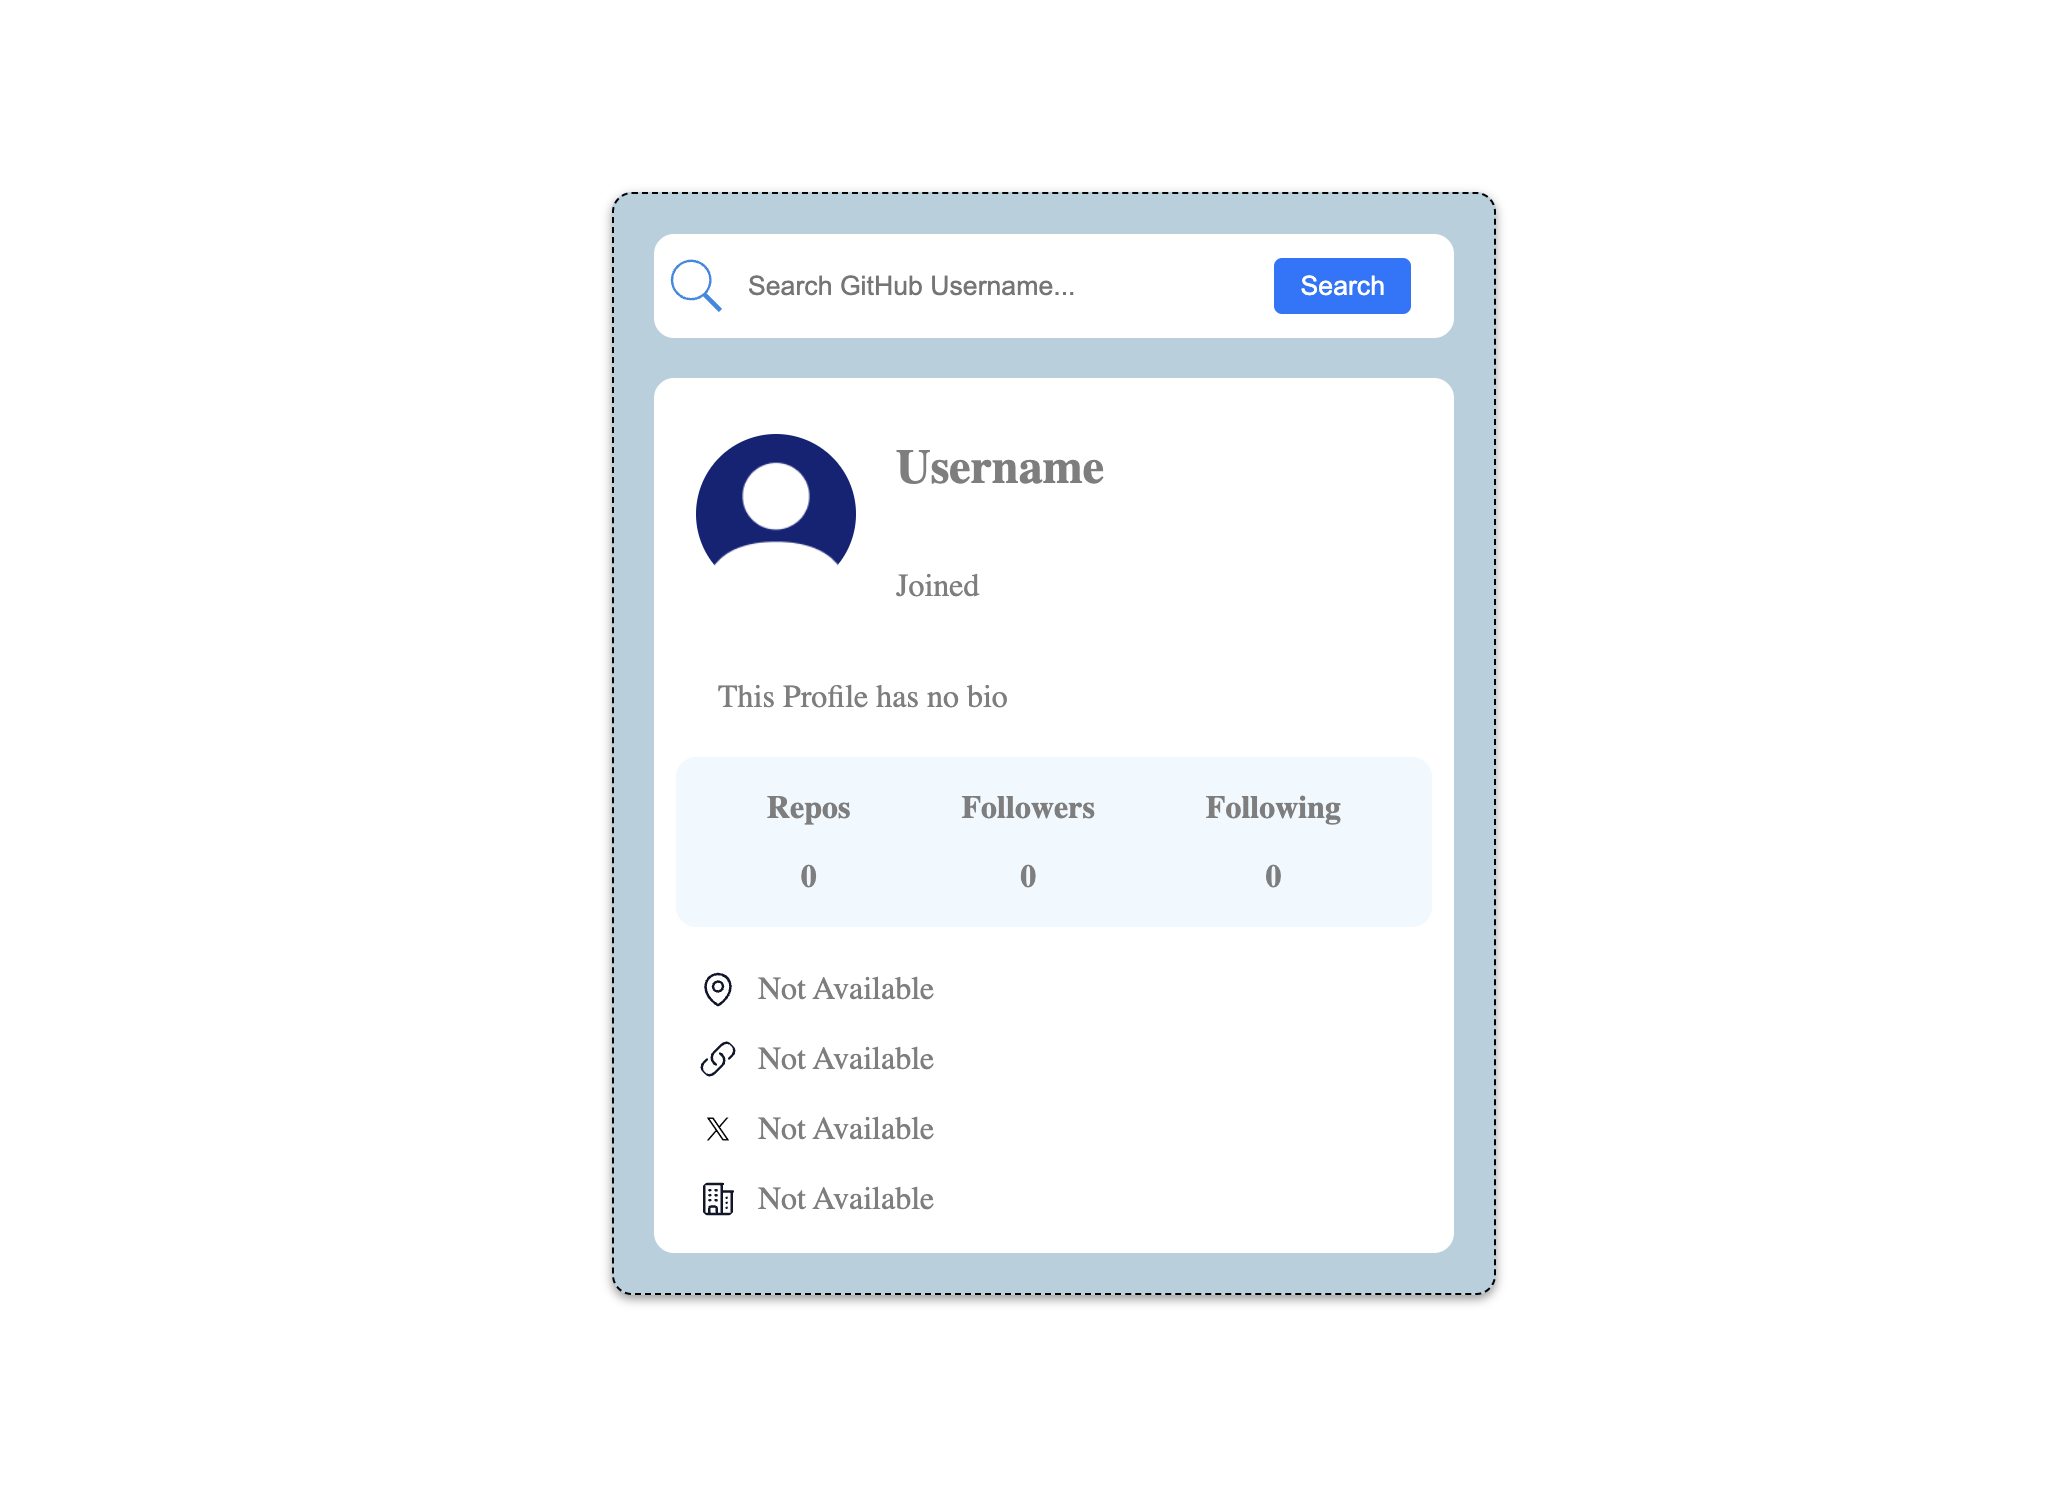 Search GitHub Username...
Search
Username
Joined
This Profile has no bio
Repos Followers Following
0 0 0
Not Available
Not Available
Not Available
Not Available